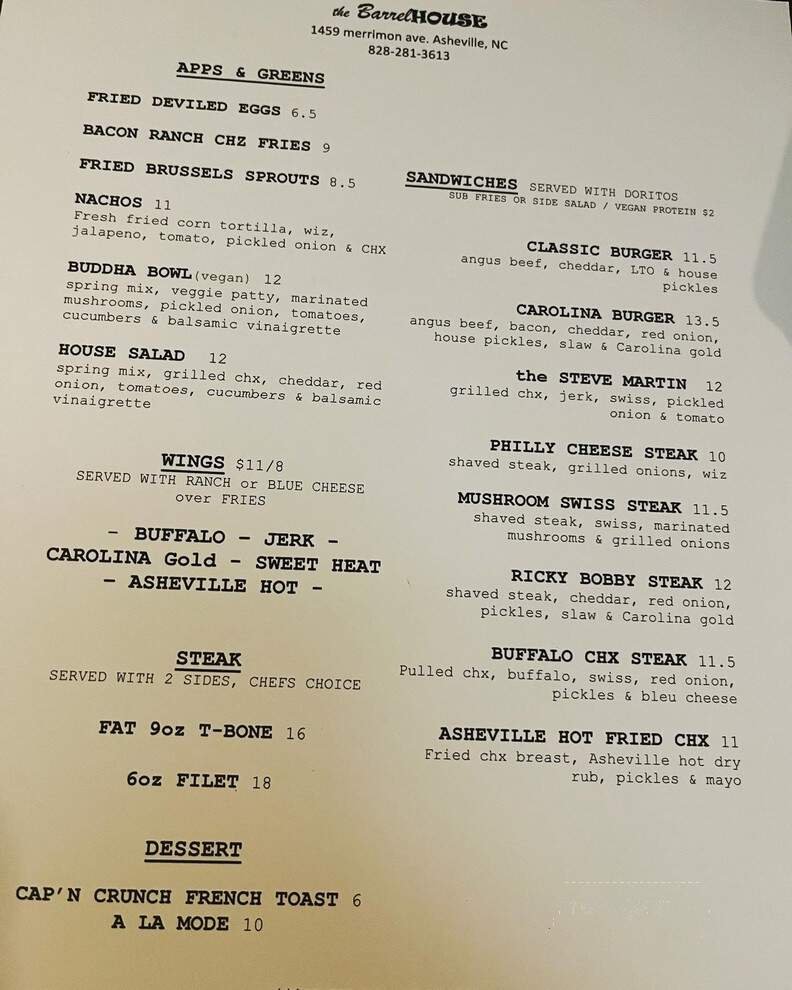 the BarrelHOUSE
1459 merrimon ave. Asheville, NC
828-281-3613
APPS & GREENS
FRIED DEVILED EGGS 6.5
BACON RANCH CHZ FRIES 9
FRIED BRUSSELS SPROUTS 8.5
NACHOS 11
Fresh fried corn tortilla, wiz,
jalapeno, tomato, pickled onion & CHX
BUDDHA BOWL(vegan) 12
spring mix, veggie patty, marinated
mushrooms, pickled onion, tomatoes,
cucumbers & balsamic vinaigrette
HOUSE SALAD 12
spring mix, grilled chx, cheddar, red
onion, tomatoes, cucumbers & balsamic
vinaigrette
WINGS $11/8
SERVED WITH RANCH or BLUE CHEESE
over FRIES
- BUFFALO - JERK -
CAROLINA Gold - SWEET HEAT
- ASHEVILLE HOT -
STEAK
SERVED WITH 2 SIDES, CHEFS CHOICE
FAT 9oz T-BONE 16
6oz FILET 18
DESSERT
CAP'N CRUNCH FRENCH TOAST 6
A LA MODE 10
SANDWICHES SERVED WITH DORITOS
SUB FRIES OR SIDE SALAD / VEGAN PROTEIN $2
CLASSIC BURGER 11.5
angus beef, cheddar, LTO & house
pickles
CAROLINA BURGER 13.5
angus beef, bacon, cheddar, red onion,
house pickles, slaw & Carolina gold
the STEVE MARTIN 12
grilled chx, jerk, swiss, pickled
onion & tomato
PHILLY CHEESE STEAK 10
shaved steak, grilled onions, wiz
MUSHROOM SWISS STEAK 11.5
shaved steak, swiss, marinated
mushrooms & grilled onions
RICKY BOBBY STEAK 12
shaved steak, cheddar, red onion,
pickles, slaw & Carolina gold
BUFFALO CHX STEAK 11.5
Pulled chx, buffalo, swiss, red onion,
pickles & bleu cheese
ASHEVILLE HOT FRIED CHX 11
Fried chx breast, Asheville hot dry
rub, pickles & mayo